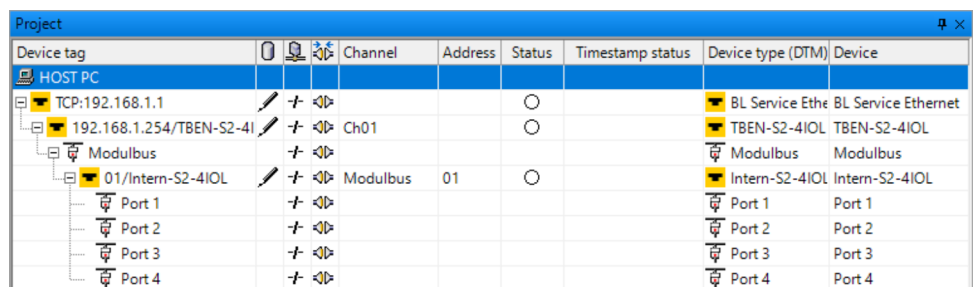 Project
Device tag Channel Address Status Timestamp status Device type (DTM) Device
HOST PC
TCP:192.168.1.1 BL Service Ethe BL Service Ethernet
192.168.1.254/TBEN-S2-4I Ch01 TBEN-S2-4IOL TBEN-S2-4IOL
Modulbus Modulbus Modulbus
01/Intern-S2-4IOL Modulbus 01 Intern-S2-4IOL Intern-S2-4IOL
Port 1 Port 1 Port 1
Port 2 Port 2 Port 2
Port 3 Port 3 Port 3
Port 4 Port 4 Port 4